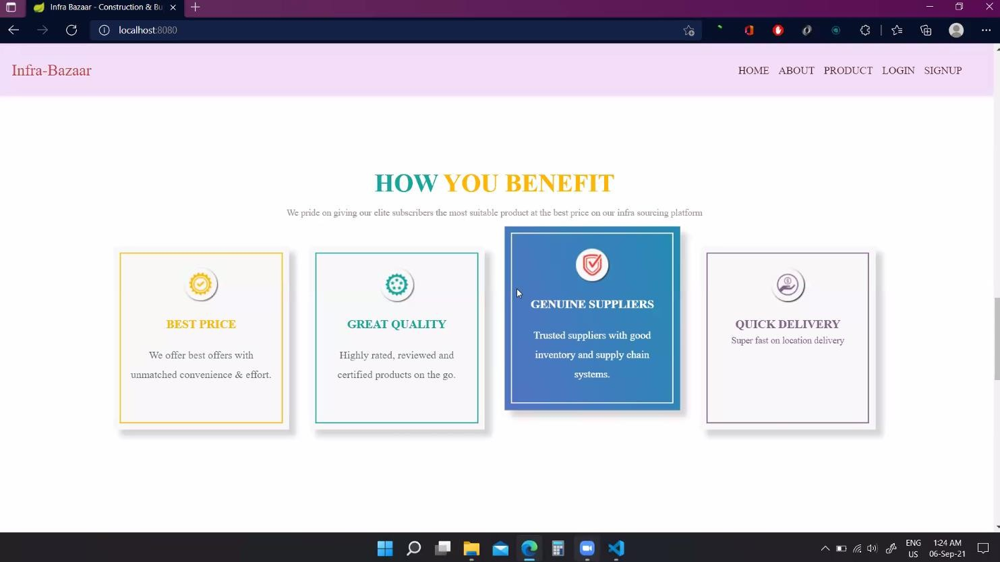 Infra Bazaar - Construction & Bu
localhost:8080
Infra-Bazaar
HOME ABOUT PRODUCT LOGIN SIGNUP
HOW YOU BENEFIT
We pride on giving our elite subscribers the most suitable product at the best price on our infra sourcing platform
BEST PRICE
We offer best offers with
unmatched convenience & effort.
GREAT QUALITY
Highly rated, reviewed and
certified products on the go.
GENUINE SUPPLIERS
Trusted suppliers with good
inventory and supply chain
systems.
QUICK DELIVERY
Super fast on location delivery
ENG
US
1:24 AM
06-Sep-21